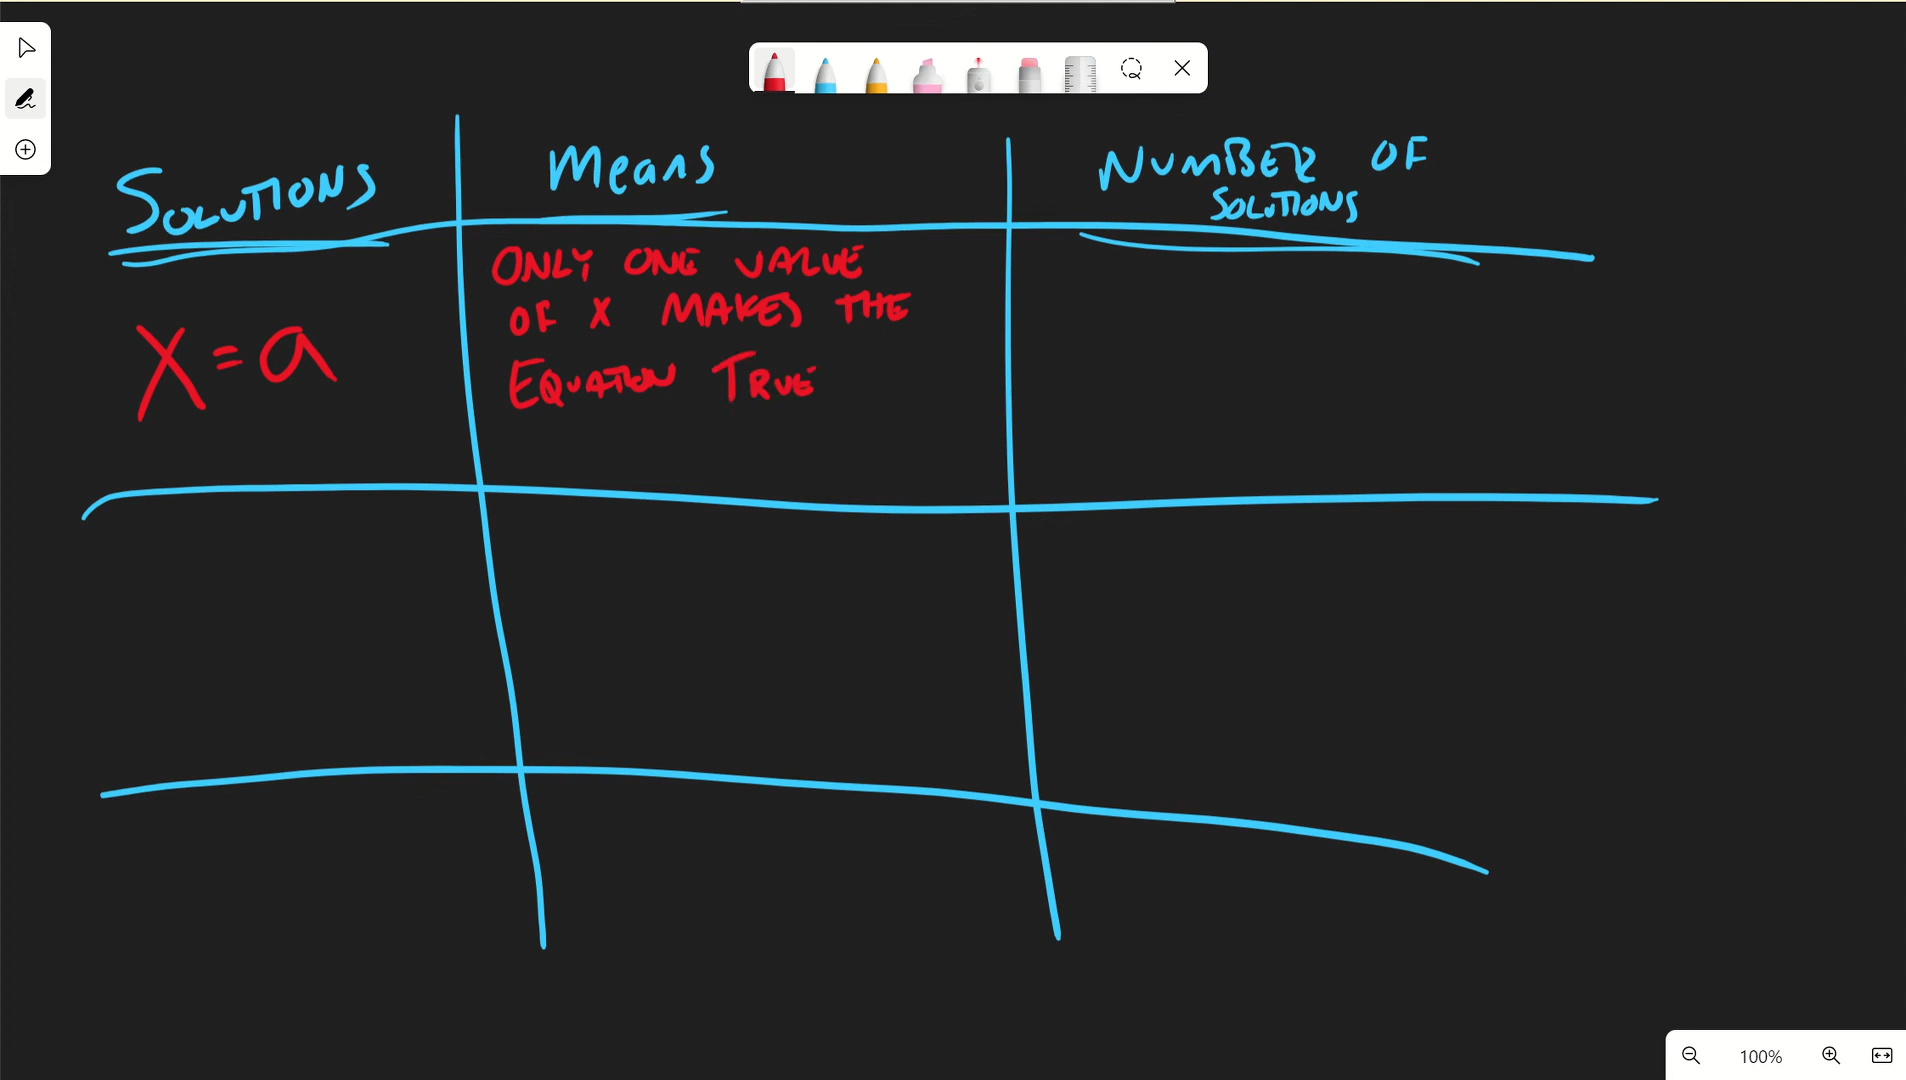 Solutions
Means
NUMBER OF
SOLUTIONS
X=a
ONLY ONE VALUE
OF X MAKES THE
EQUATION TRUE
100%